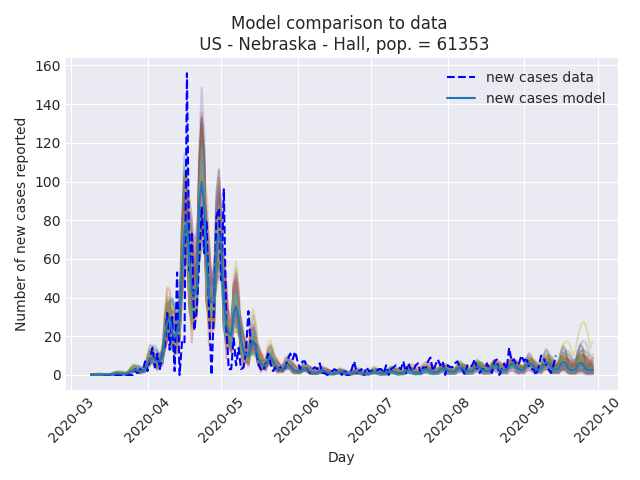 Model comparison to data
US - Nebraska - Hall, pop. = 61353
new cases data
new cases model
Number of new cases reported
160
140
120
100
80
60
40
20
0
2020-03
2020-04
2020-05
2020-06
2020-07
2020-08
2020-09
2020-10
Day